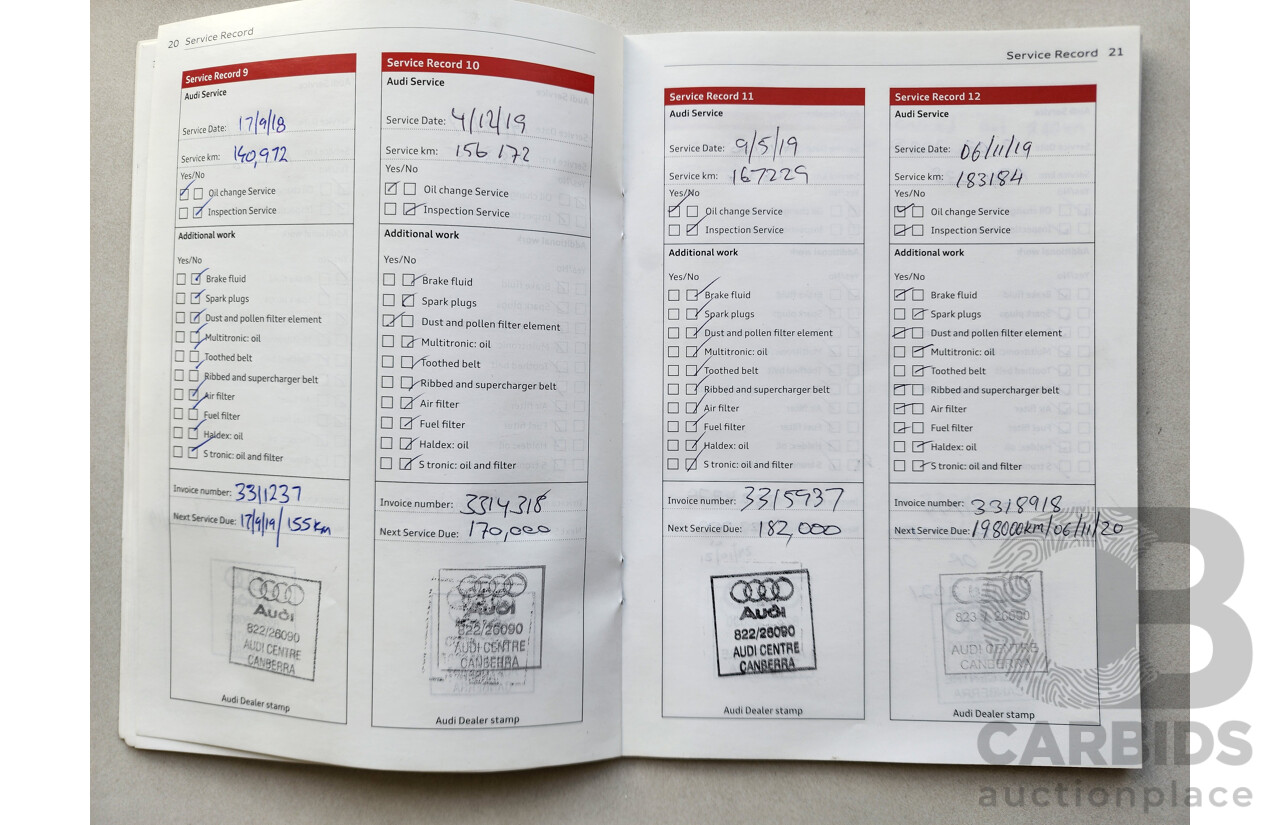 20 Service Record
Service Record 9
Audi Service
Service Date: 17/9/18
Service km: 140,972
Yes/No
Oil change Service
Inspection Service
Additional work
Yes/No
Brake fluid
Spark plugs
Dust and pollen filter element
Multitronic: oil
Toothed belt
Ribbed and supercharger belt
Air filter
Fuel filter
Haldex: oil
S tronic: oil and filter
Invoice number: 3311237
Next Service Due: 17/9/19/155km
Audi
822/26090
AUDI CENTRE
CANBERRA
Audi Dealer stamp
Service Record 10
Audi Service
Service Date: 4/12/19
Service km: 156 172
Yes/No
Oil change Service
Inspection Service
Additional work
Yes/No
Brake fluid
Spark plugs
Dust and pollen filter element
Multitronic: oil
Toothed belt
Ribbed and supercharger belt
Air filter
Fuel filter
Haldex: oil
S tronic: oil and filter
Invoice number: 3314318
Next Service Due: 170,000
Audi
822/26090
AUDI CENTRE
CANBERRA
Audi Dealer stamp
Service Record 21
Service Record 11
Audi Service
Service Date: 9/5/19
Service km: 167229
Yes/No
Oil change Service
Inspection Service
Additional work
Yes/No
Brake fluid
Spark plugs
Dust and pollen filter element
Multitronic: oil
Toothed belt
Ribbed and supercharger belt
Air filter
Fuel filter
Haldex: oil
S tronic: oil and filter
Invoice number: 3315937
Next Service Due: 182,000
Audi
822/26090
AUDI CENTRE
CANBERRA
Audi Dealer stamp
Service Record 12
Audi Service
Service Date: 06/11/19
Service km: 183184
Yes/No
Oil change Service
Inspection Service
Additional work
Yes/No
Brake fluid
Spark plugs
Dust and pollen filter element
Multitronic: oil
Toothed belt
Ribbed and supercharger belt
Air filter
Fuel filter
Haldex: oil
S tronic: oil and filter
Invoice number: 3318918
Next Service Due: 198000km/06/11/20
AUDI CENTRE
CANBERRA
Audi Dealer stamp
CARBIDS
auctionplace